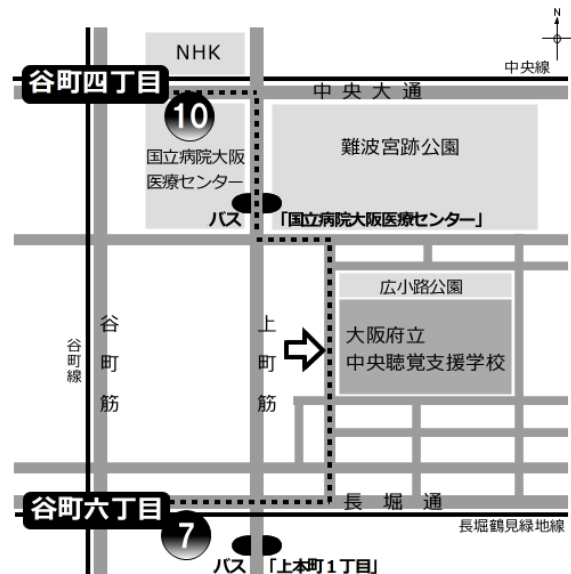 N
NHK
中央線
谷町四丁目
中央大通
10
難波宮跡公園
国立病院大阪
医療センター
バス
「国立病院大阪医療センター」
広小路公園
谷町筋
上町筋
大阪府立
中央聴覚支援学校
谷町線
谷町六丁目
長堀通
7
長堀鶴見緑地線
バス
「上本町1丁目」